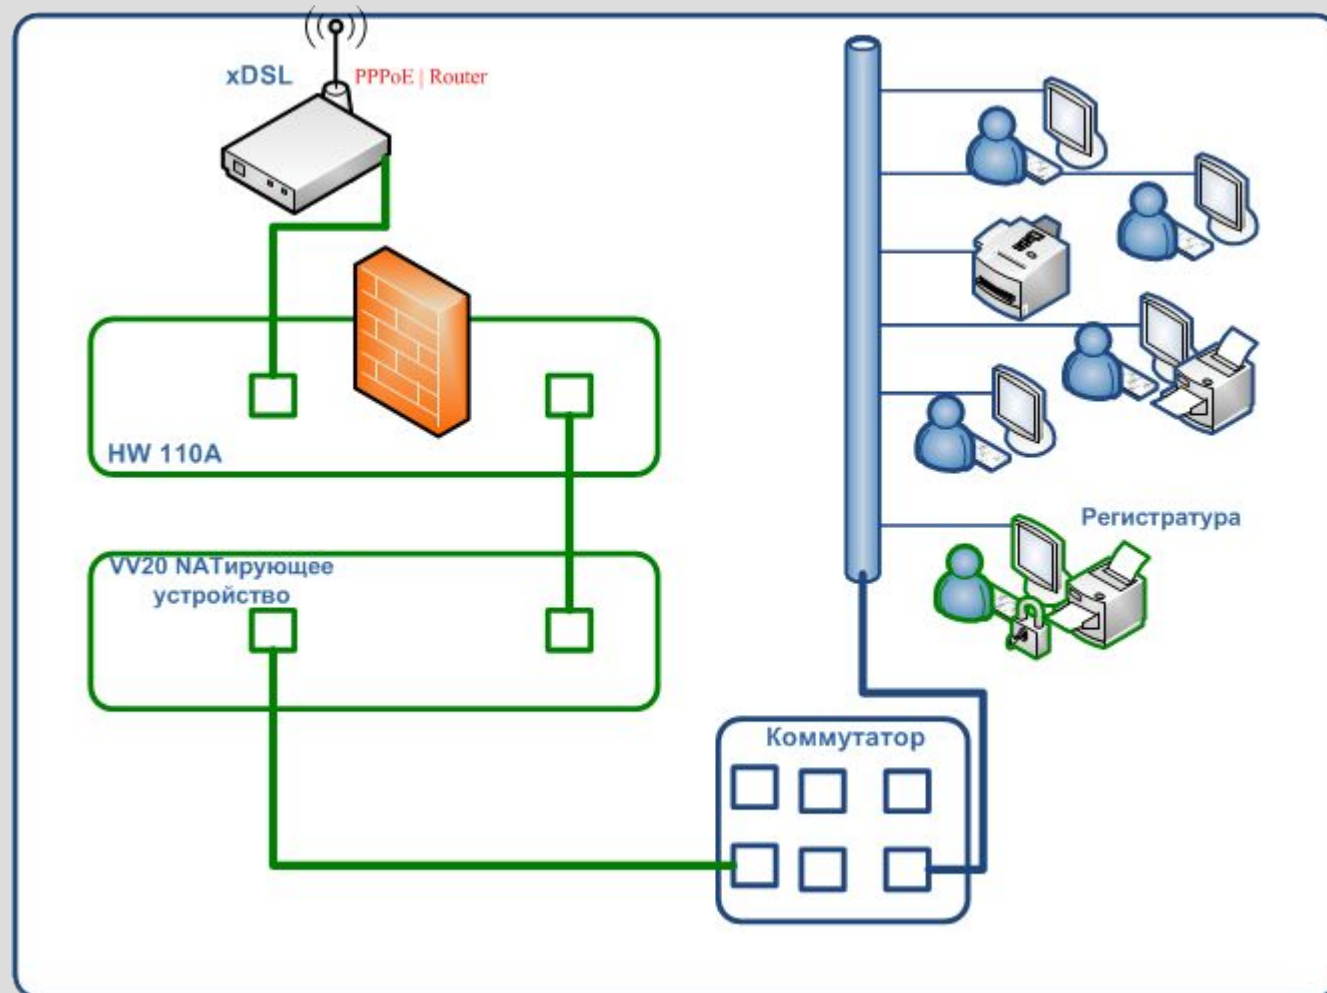 xDSL
PPPoE | Router
HW 110A
VV20 NATирующее
устройство
Регистратура
Коммутатор